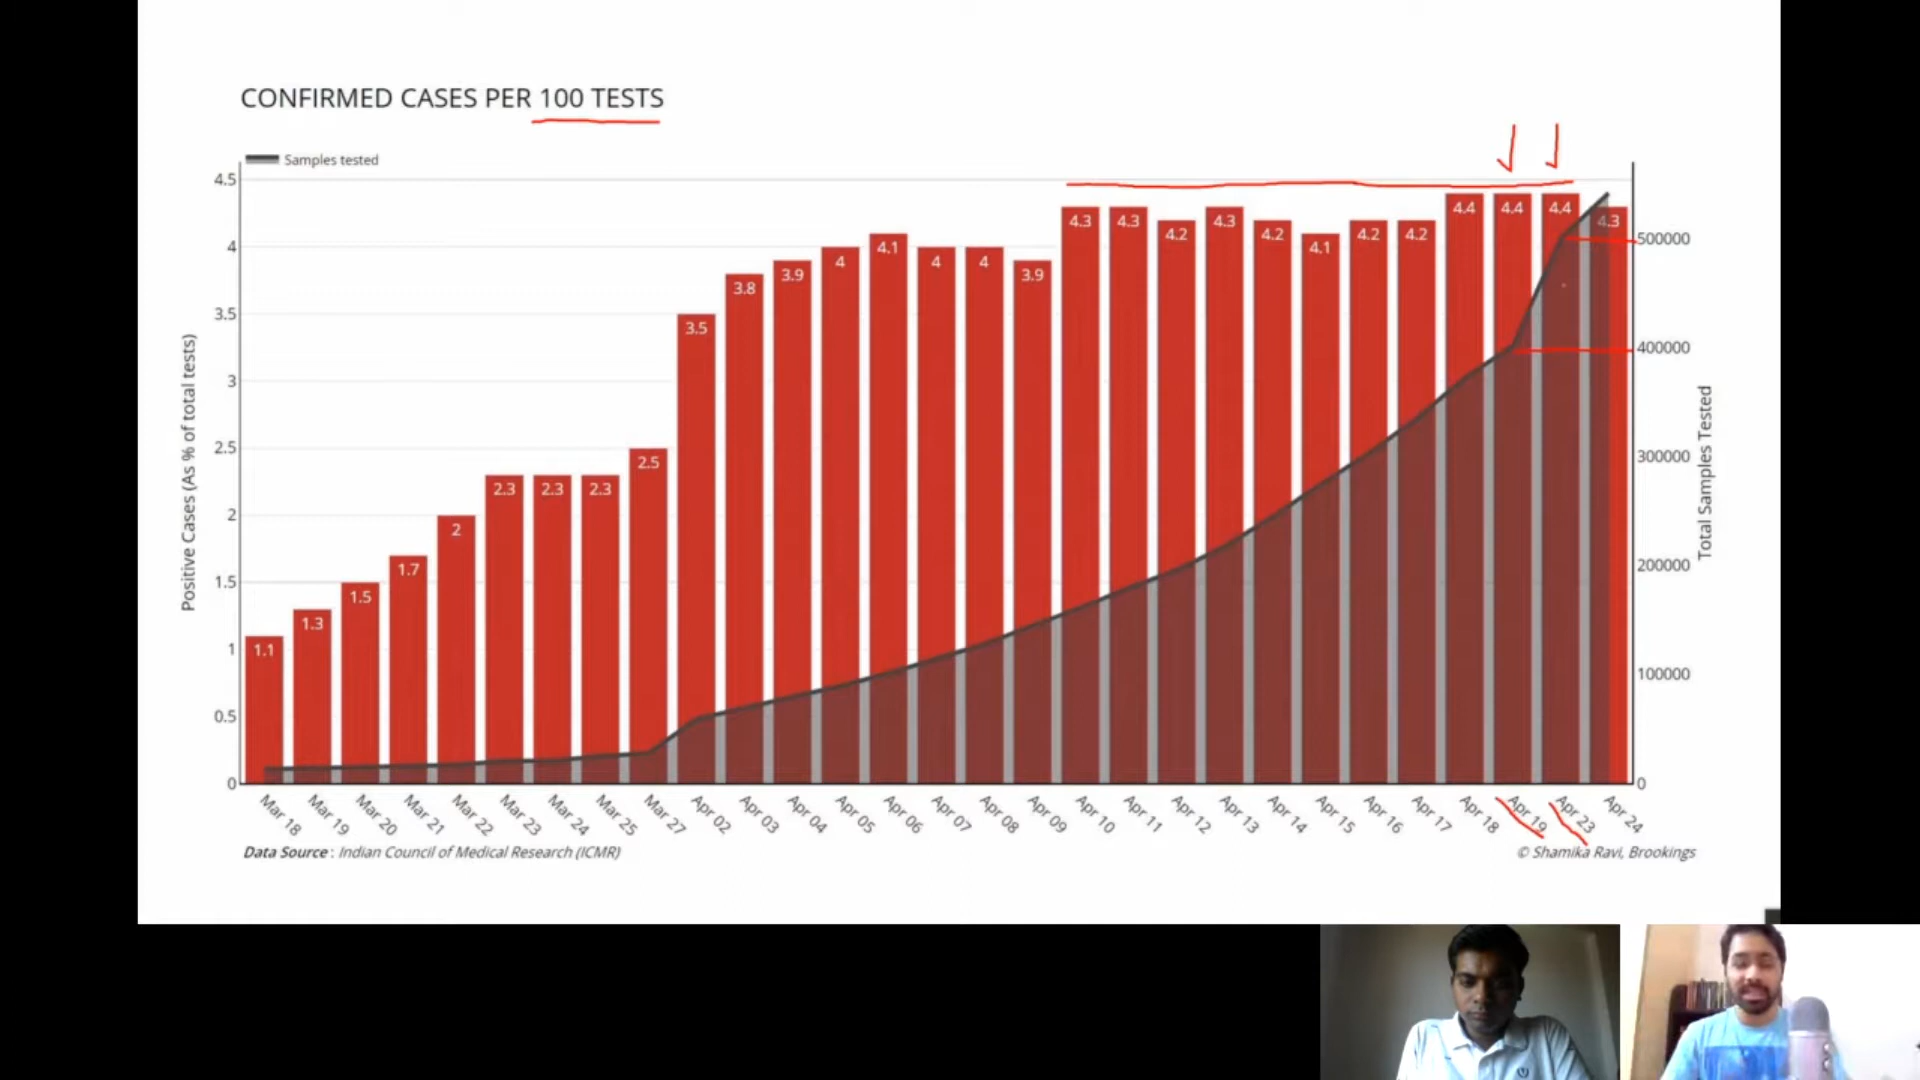 CONFIRMED CASES PER 100 TESTS
Samples tested
4.5
4
3.5
3
2.5
2
1.5
1
0.5
0
Positive Cases (As % of total tests)
1.1
1.3
1.5
1.7
2
2.3
2.3
2.3
2.5
3.5
3.8
3.9
4
4.1
4
4
3.9
4.3
4.3
4.2
4.3
4.2
4.1
4.2
4.2
4.4
4.4
4.4
4.3
500000
400000
300000
200000
100000
0
Total Samples Tested
Mar 18
Mar 19
Mar 20
Mar 21
Mar 22
Mar 23
Mar 24
Mar 25
Mar 27
Apr 02
Apr 03
Apr 04
Apr 05
Apr 06
Apr 07
Apr 08
Apr 09
Apr 10
Apr 11
Apr 12
Apr 13
Apr 14
Apr 15
Apr 16
Apr 17
Apr 18
Apr 19
Apr 23
Apr 24
Data Source : Indian Council of Medical Research (ICMR)
© Shamika Ravi, Brookings